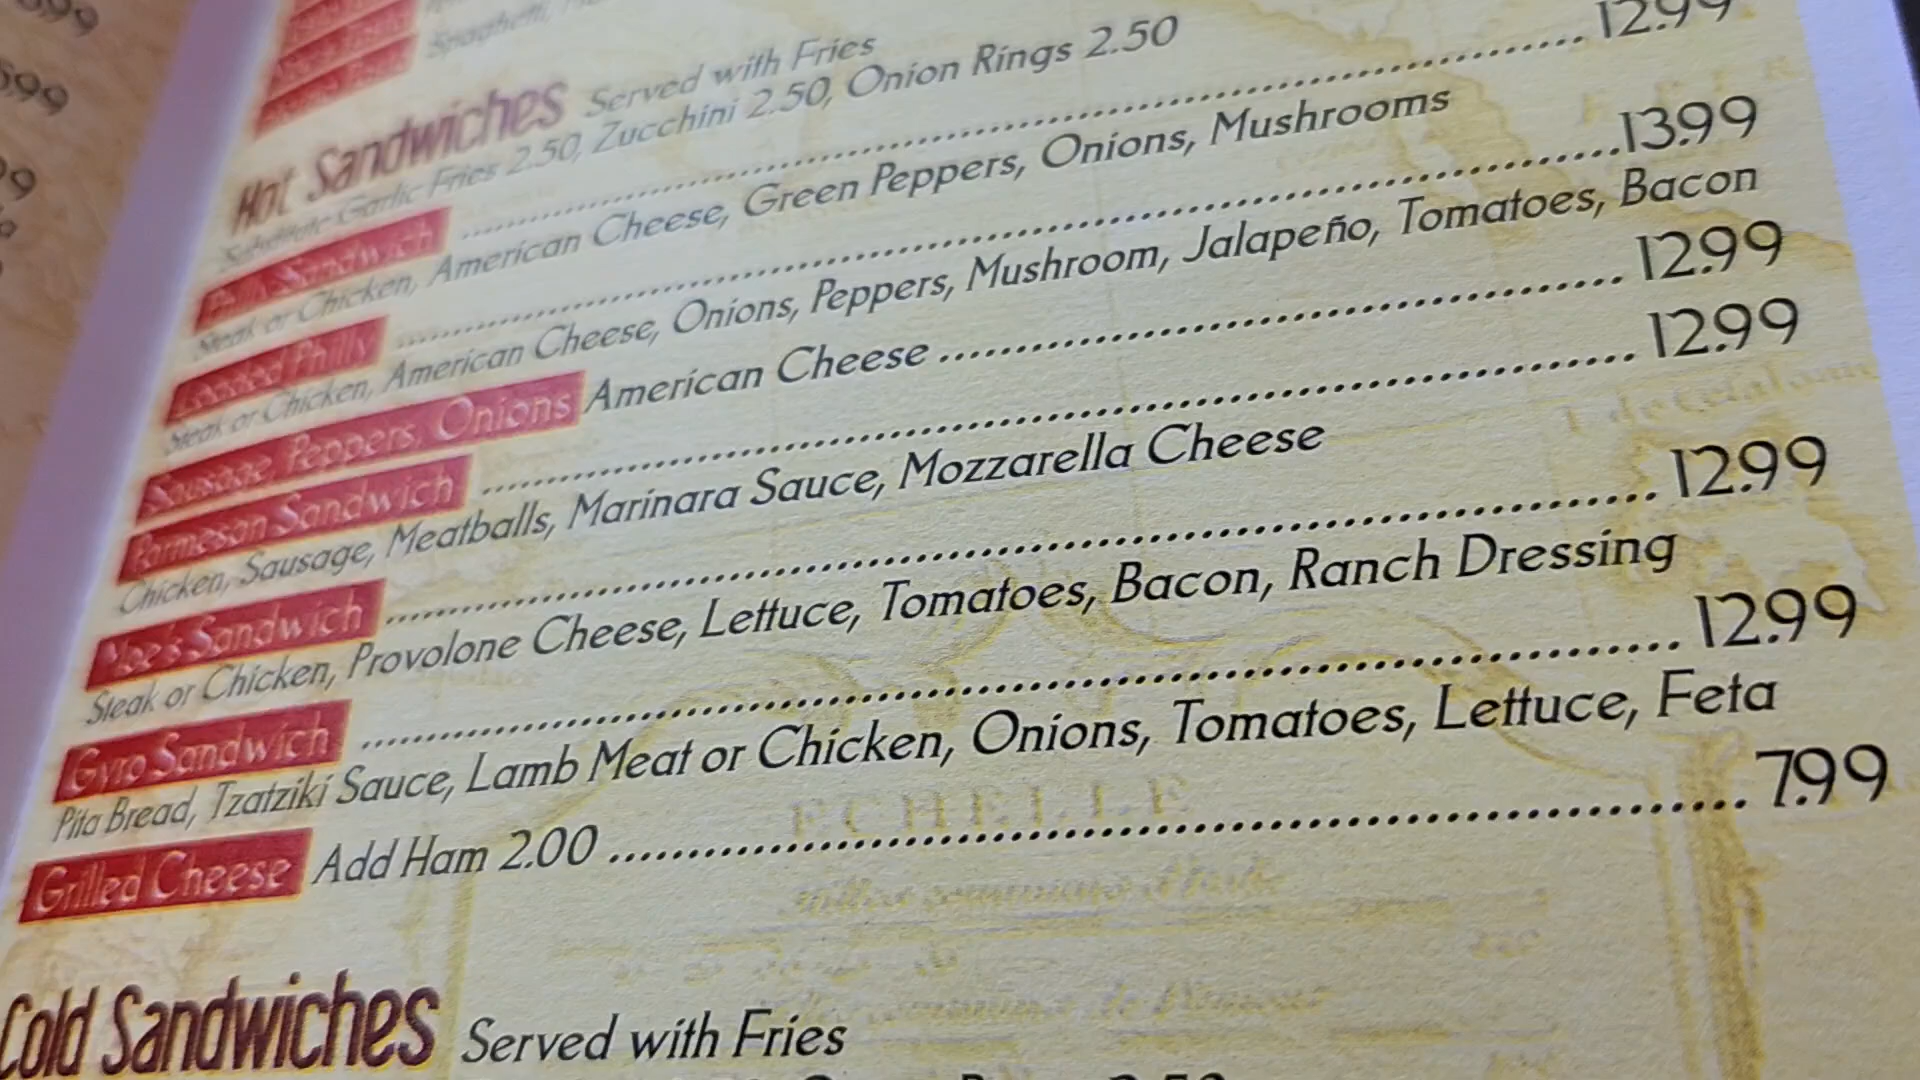 Spaghetti,
Hot Sandwiches Served with Fries
Substitute Garlic Fries 2.50, Zucchini 2.50, Onion Rings 2.50
Philly Sandwich 12.99
Steak or Chicken, American Cheese, Green Peppers, Onions, Mushrooms
Loaded Philly 13.99
Steak or Chicken, American Cheese, Onions, Peppers, Mushroom, Jalapeño, Tomatoes, Bacon
Sausage, Peppers, Onions American Cheese 12.99
Parmesan Sandwich 12.99
Chicken, Sausage, Meatballs, Marinara Sauce, Mozzarella Cheese
Moe's Sandwich 12.99
Steak or Chicken, Provolone Cheese, Lettuce, Tomatoes, Bacon, Ranch Dressing
Gyro Sandwich 12.99
Pita Bread, Tzatziki Sauce, Lamb Meat or Chicken, Onions, Tomatoes, Lettuce, Feta
Grilled Cheese Add Ham 2.00 7.99
ECHELLE
Cold Sandwiches Served with Fries